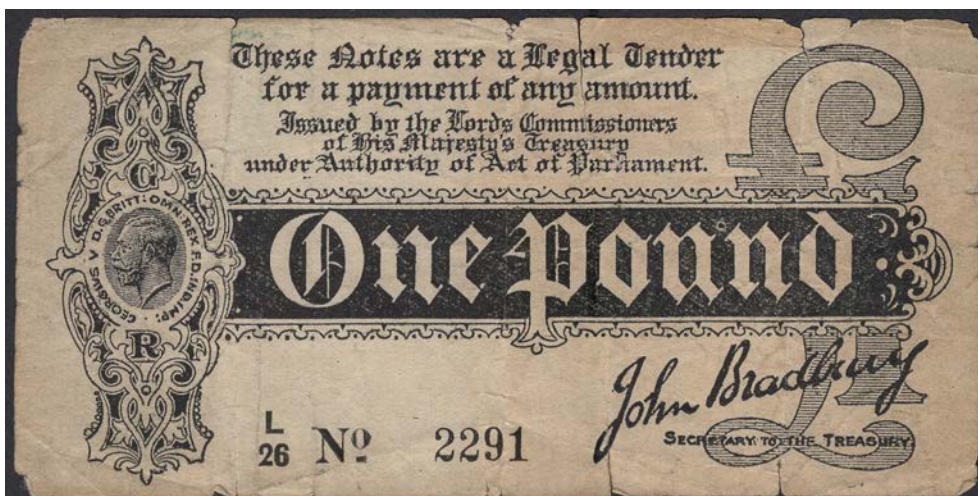 These Notes are a Legal Tender
for a payment of any amount.
Issued by the Lords Commissioners
of His Majesty's Treasury
under Authority of Act of Parliament.
£1
G
GEORGIUS V D.G. BRITT: OMN: REX F.D. IND. IMP:
One Pound
R
John Bradbury
£1
SECRETARY TO THE TREASURY.
L
26 No 2291